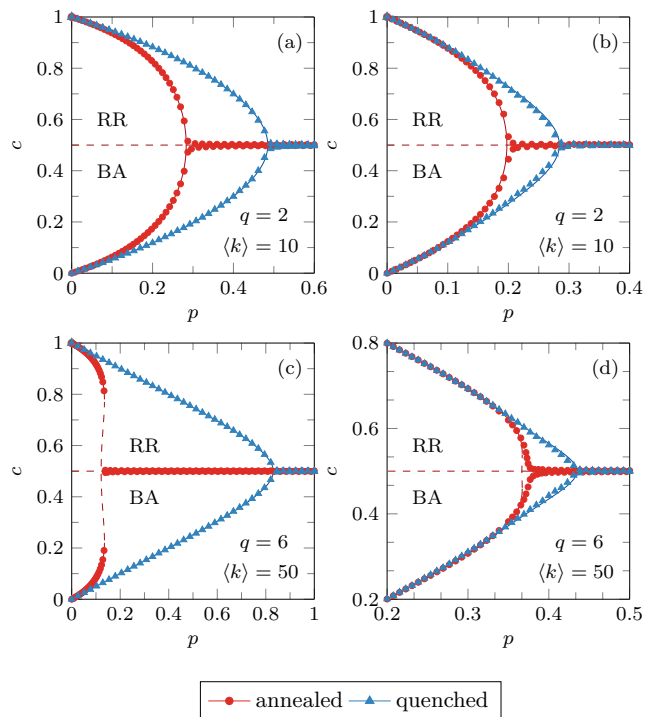 (a)
1
0.8
0.6
0.4
0.2
0
c
RR
BA
q = 2
⟨k⟩ = 10
0 0.2 0.4 0.6
p
(b)
1
0.8
0.6
0.4
0.2
0
c
RR
BA
q = 2
⟨k⟩ = 10
0 0.1 0.2 0.3 0.4
p
(c)
1
0.8
0.6
0.4
0.2
0
c
RR
BA
q = 6
⟨k⟩ = 50
0 0.2 0.4 0.6 0.8 1
p
(d)
0.8
0.6
0.4
0.2
c
RR
BA
q = 6
⟨k⟩ = 50
0.2 0.3 0.4 0.5
p
annealed quenched